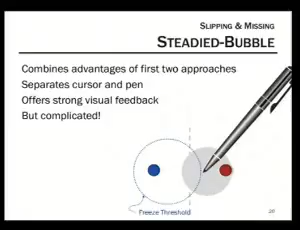 SLIPPING & MISSING
STEADIED-BUBBLE
Combines advantages of first two approaches
Separates cursor and pen
Offers strong visual feedback
But complicated!
Freeze Threshold